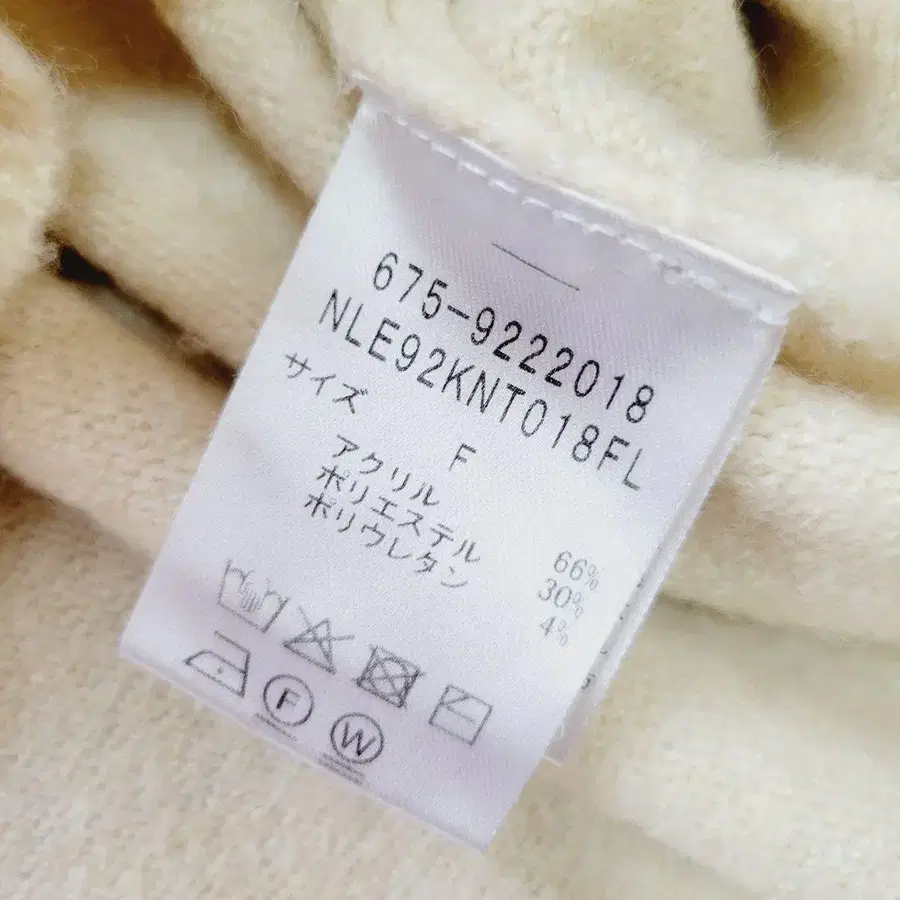 675-9222018
NLE92KNT018FL
サイズ
F
アクリル 66%
ポリエステル 30%
ポリウレタン 4%
F
W